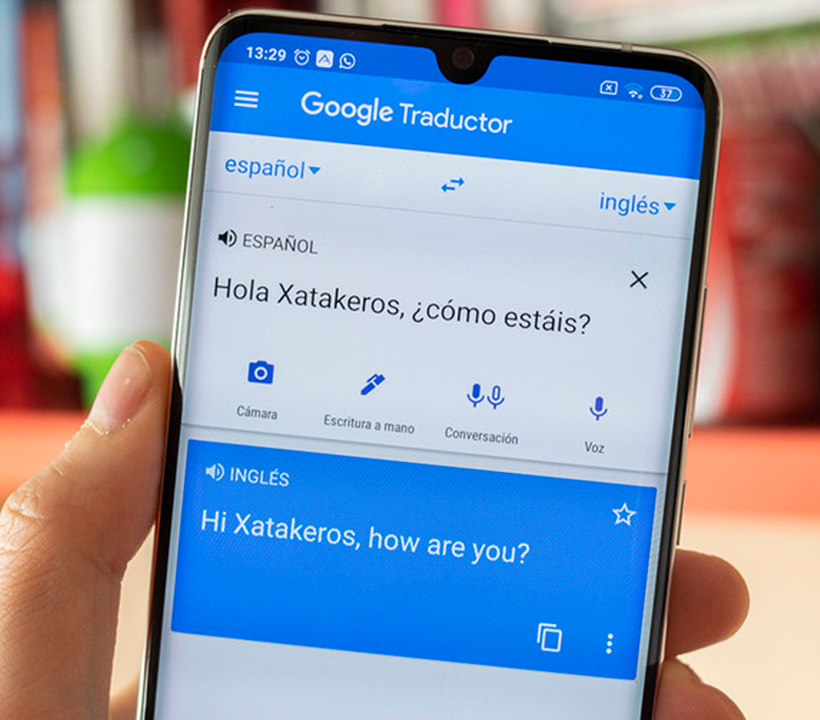 13:29
37
Google Traductor
español
inglés
ESPAÑOL
Hola Xatakeros, ¿cómo estáis?
Cámara
Escritura a mano
Conversación
Voz
INGLÉS
Hi Xatakeros, how are you?